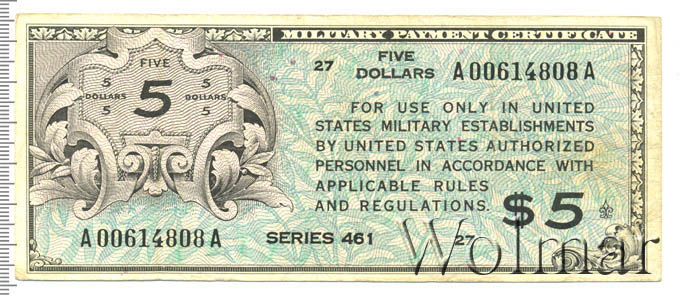 MILITARY PAYMENT CERTIFICATE
FIVE
5 5 5
DOLLARS DOLLARS
5 5
27 FIVE DOLLARS A00614808A
FOR USE ONLY IN UNITED
STATES MILITARY ESTABLISHMENTS
BY UNITED STATES AUTHORIZED
PERSONNEL IN ACCORDANCE WITH
APPLICABLE RULES
AND REGULATIONS. $5
A00614808A SERIES 461 27
Wolmar